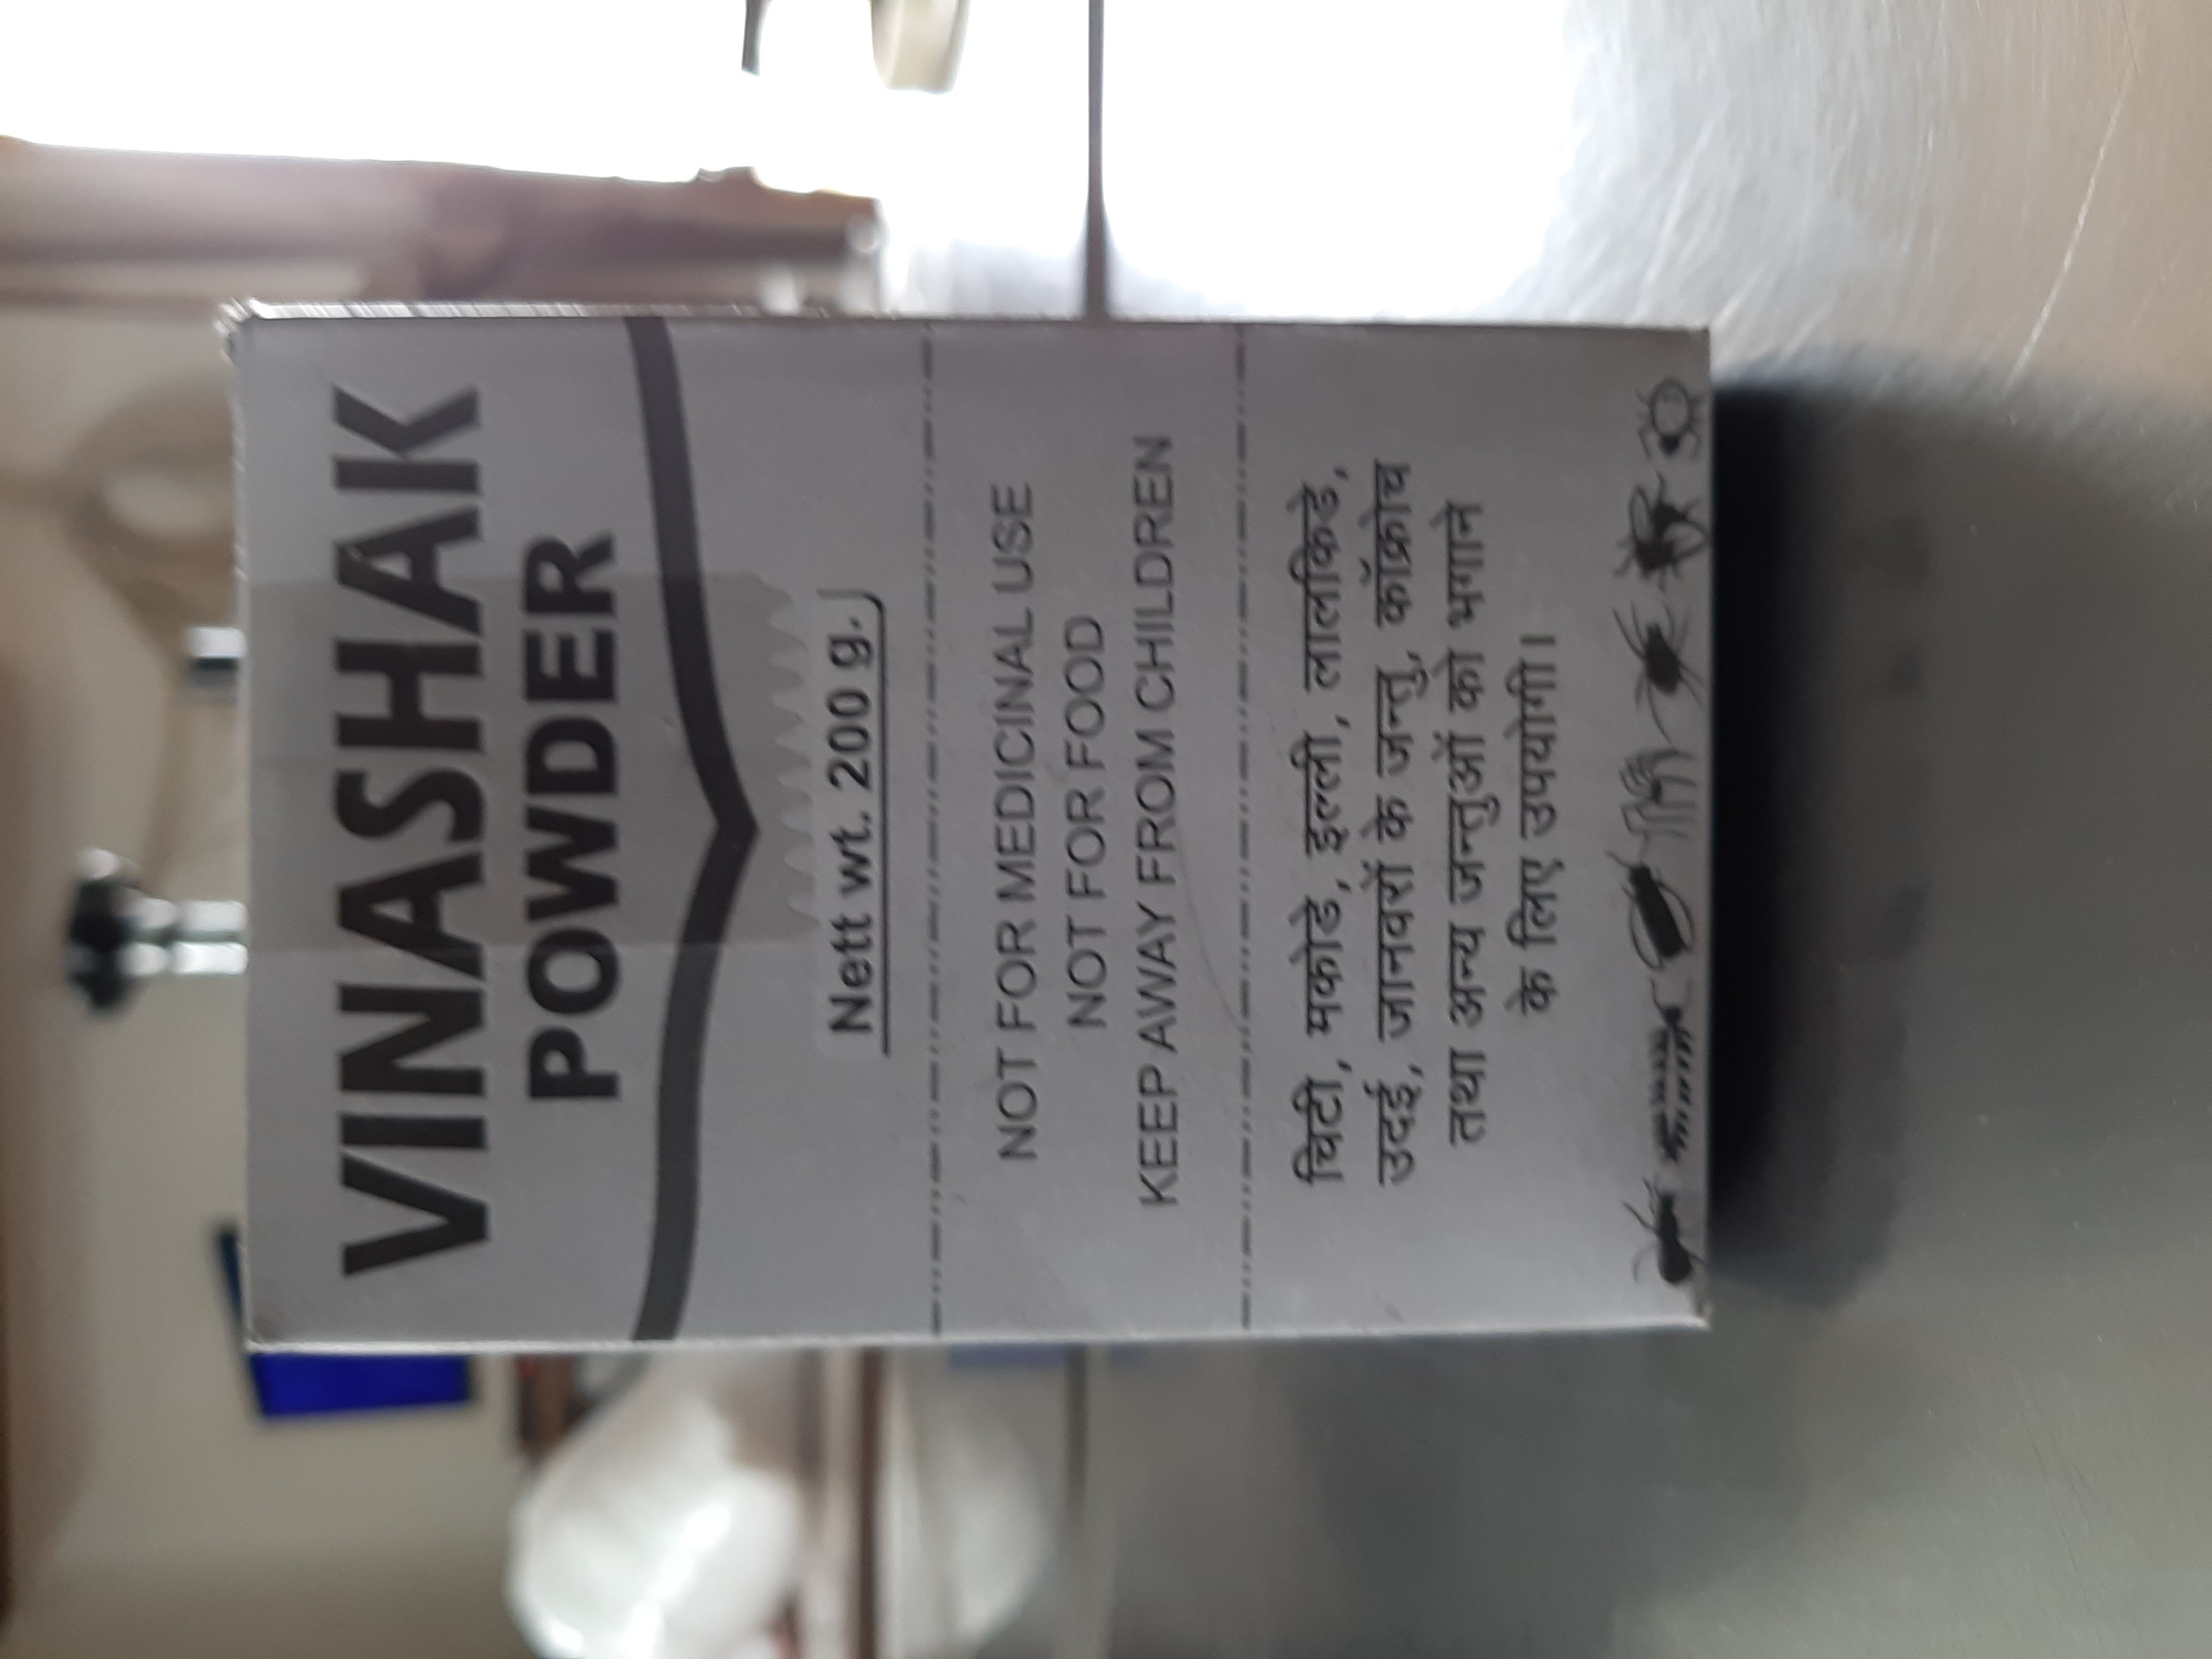 VINASHAK
POWDER
Nett wt. 200 g.
NOT FOR MEDICINAL USE
NOT FOR FOOD
KEEP AWAY FROM CHILDREN
चिटी, मकोडे, इल्ली, लालकिडे,
उदई, जानवरों के जन्तु, कॉक्रोच
तथा अन्य जन्तुओं को भगाने
के लिए उपयोगी।